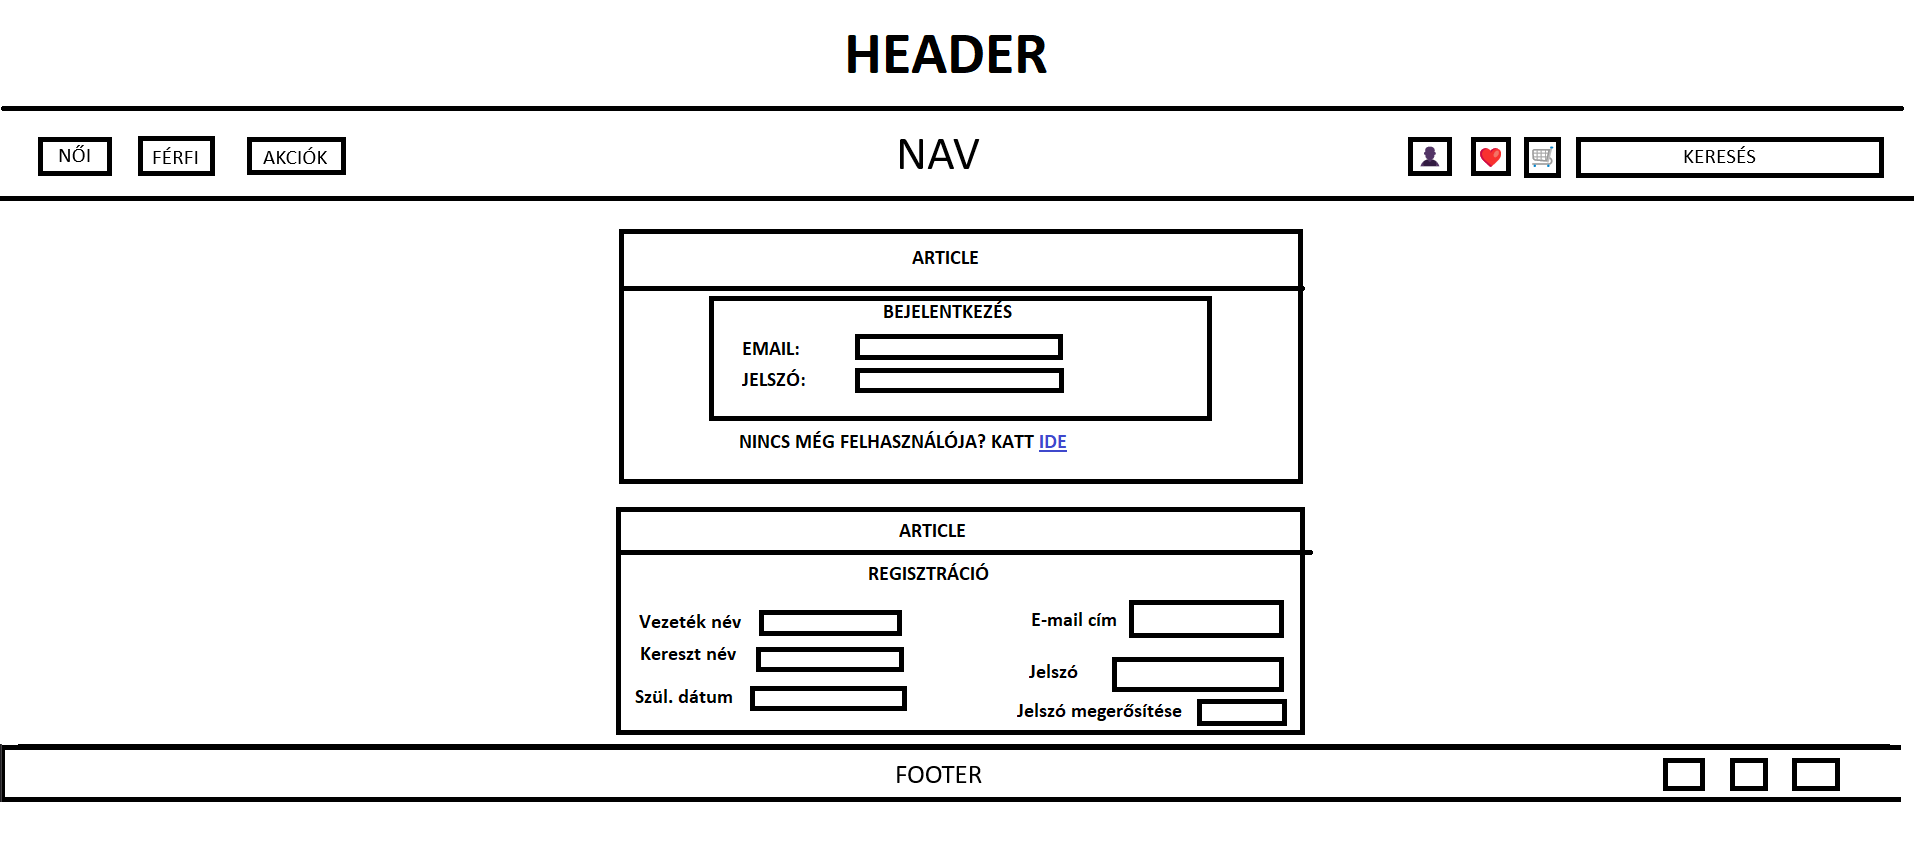 HEADER
NŐI FÉRFI AKCIÓK NAV KERESÉS
ARTICLE
BEJELENTKEZÉS
EMAIL:
JELSZÓ:
NINCS MÉG FELHASZNÁLÓJA? KATT IDE
ARTICLE
REGISZTRÁCIÓ
Vezeték név
Kereszt név
Szül. dátum
E-mail cím
Jelszó
Jelszó megerősítése
FOOTER